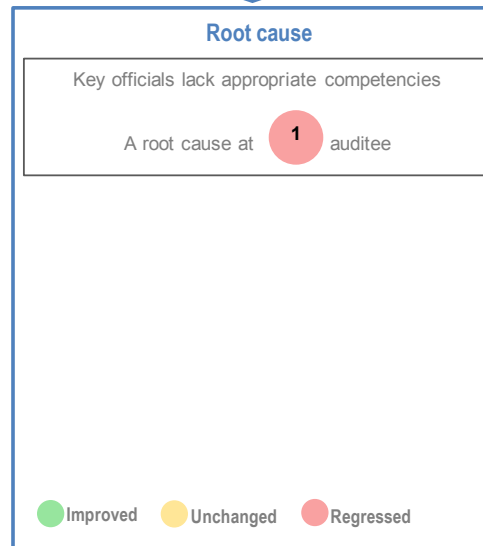 Root cause
Key officials lack appropriate competencies
A root cause at 1 auditee
Improved Unchanged Regressed